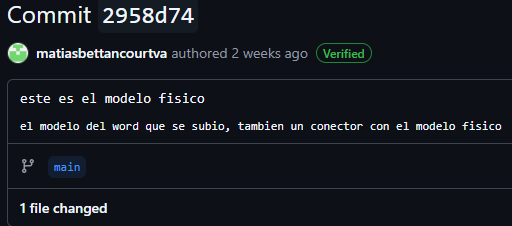 Commit 2958d74
matiasbettancourtva authored 2 weeks ago Verified
este es el modelo fisico
el modelo del word que se subio, tambien un conector con el modelo fisico
main
1 file changed